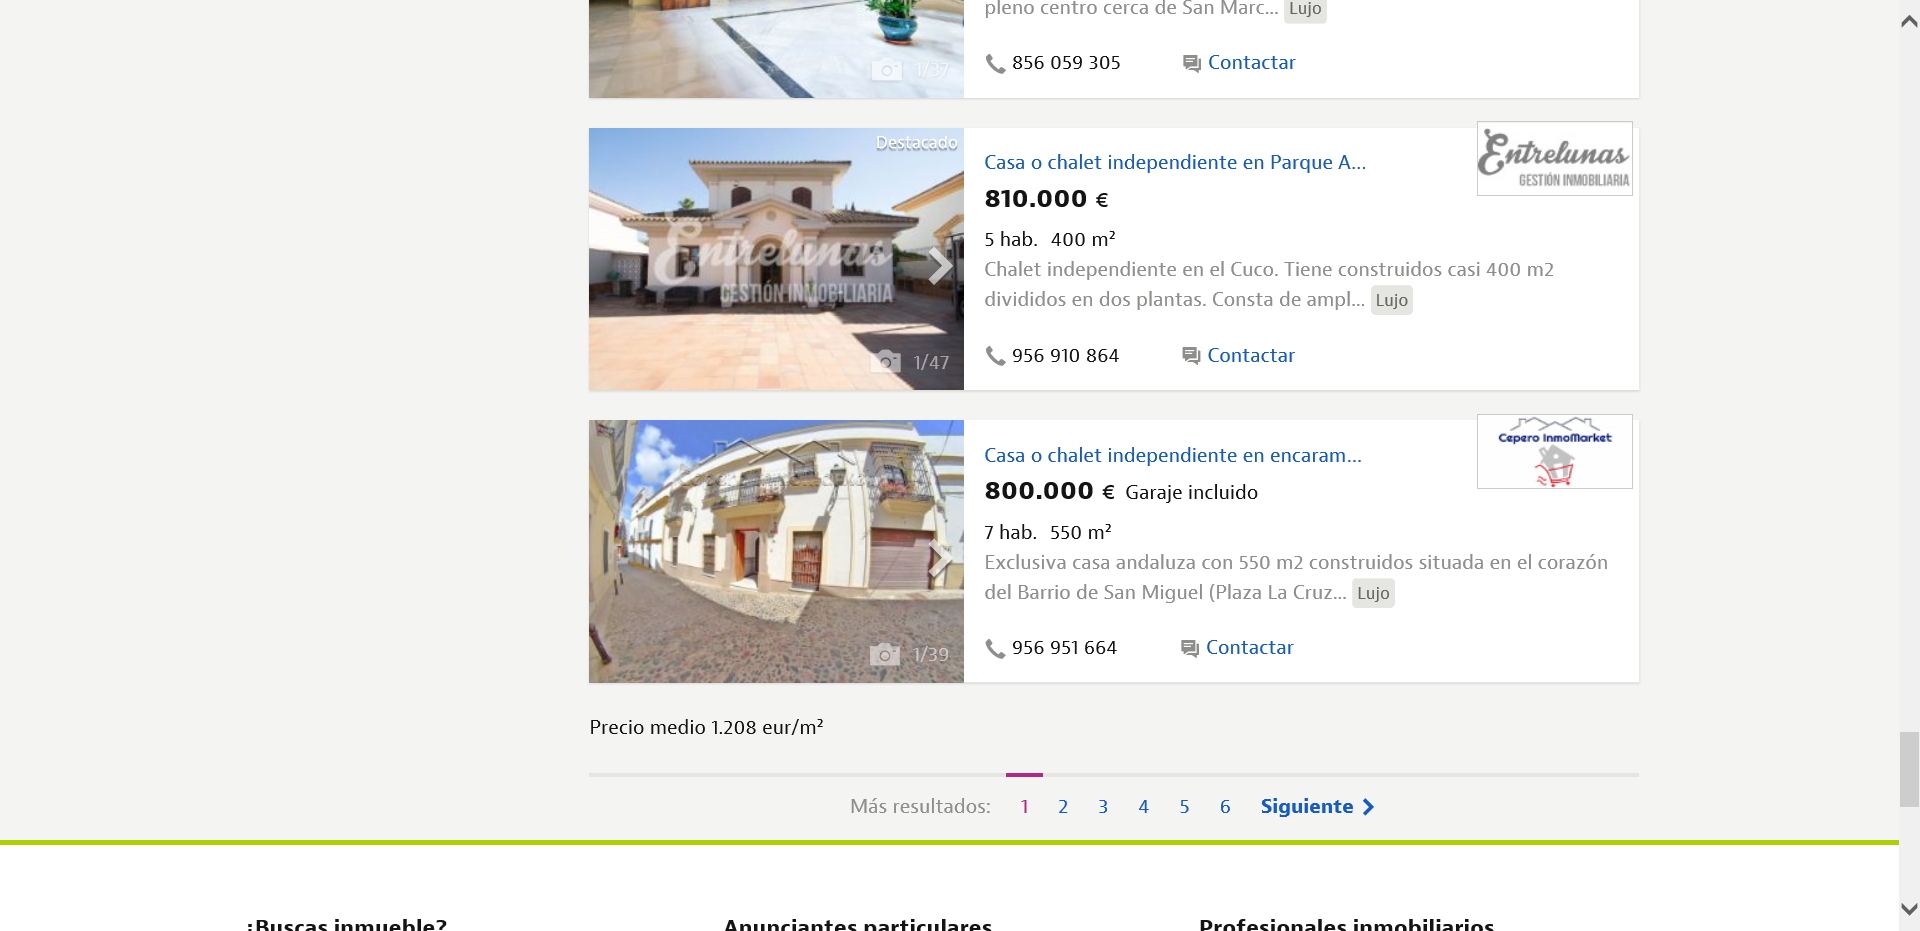 pleno centro cerca de San Marc... Lujo
1/37
856 059 305 Contactar
Destacado
Entrelunas
GESTIÓN INMOBILIARIA
Casa o chalet independiente en Parque A...
Entrelunas
GESTIÓN INMOBILIARIA
810.000 €
5 hab. 400 m²
Chalet independiente en el Cuco. Tiene construidos casi 400 m2
divididos en dos plantas. Consta de ampl... Lujo
1/47
956 910 864 Contactar
Casa o chalet independiente en encaram...
Cepero InmoMarket
800.000 € Garaje incluido
7 hab. 550 m²
Exclusiva casa andaluza con 550 m2 construidos situada en el corazón
del Barrio de San Miguel (Plaza La Cruz... Lujo
1/39
956 951 664 Contactar
Precio medio 1.208 eur/m²
Más resultados: 1 2 3 4 5 6 Siguiente
¿Buscas inmueble? Anunciantes particulares Profesionales inmobiliarios